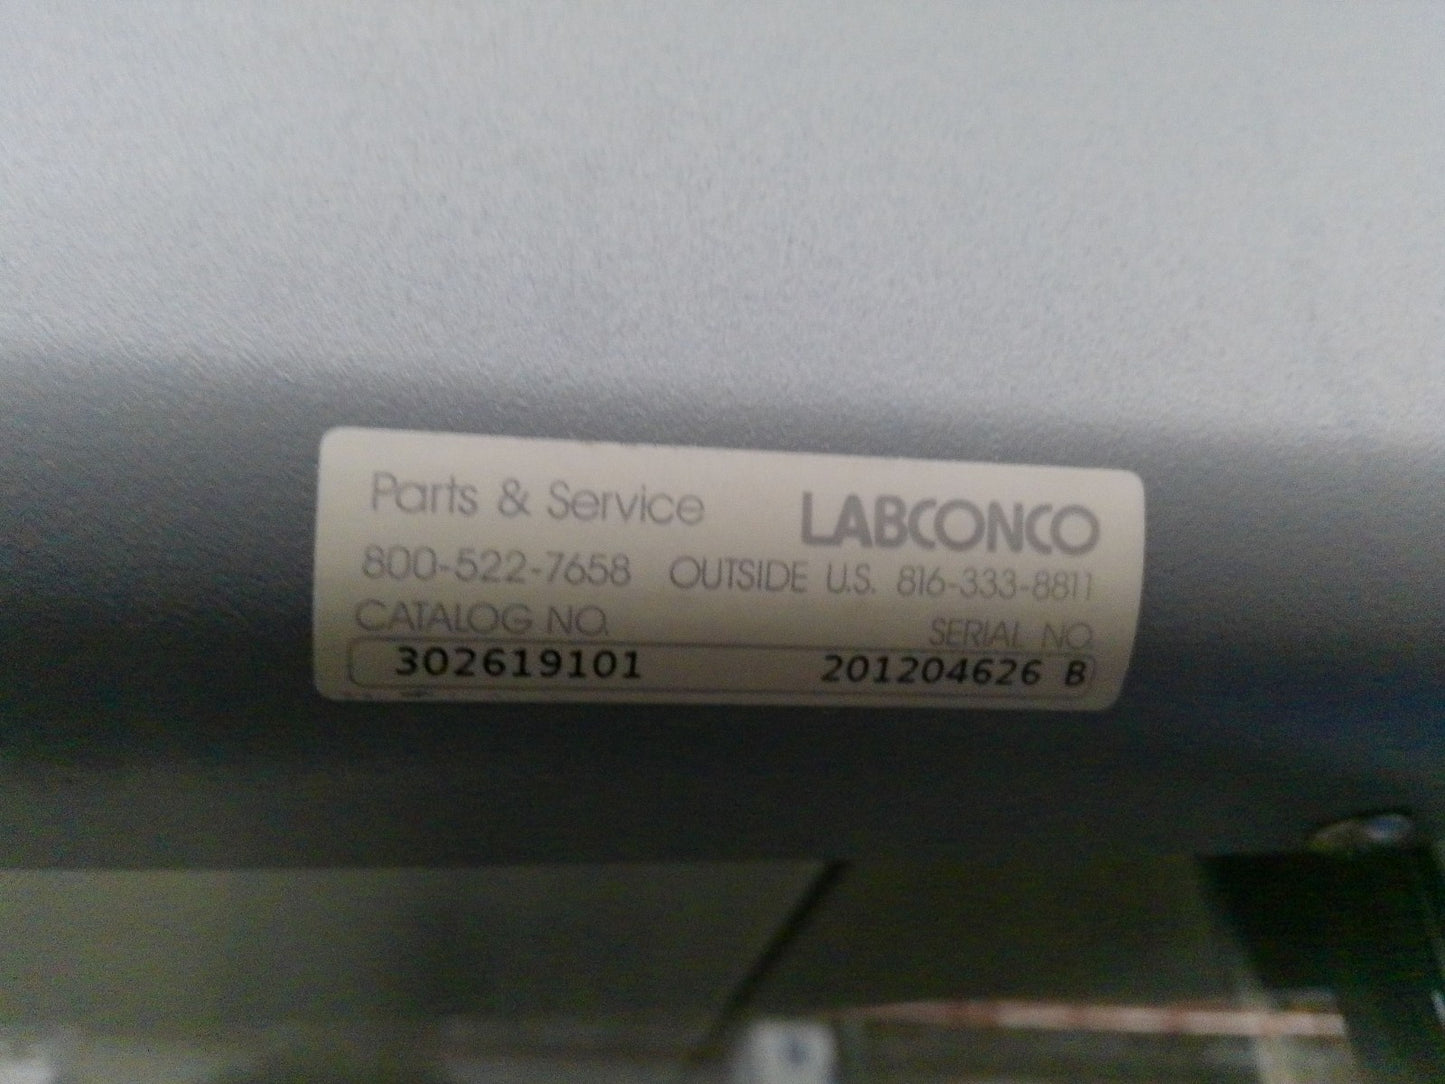 Parts & Service LABCONCO
800-522-7658 OUTSIDE U.S. 816-333-8811
CATALOG NO. SERIAL NO.
302619101 201204626 B